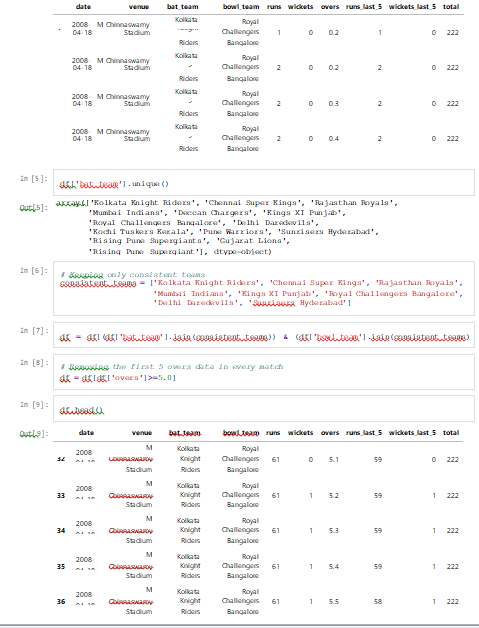 date venue bat_team bowl_team runs wickets overs runs_last_5 wickets_last_5 total
2008- M Chinnaswamy Kolkata Royal
04-18 Stadium Challengers 1 0 0.2 1 0 222
Riders Bangalore
2008- M Chinnaswamy Kolkata Royal
04-18 Stadium Challengers 2 0 0.2 2 0 222
Riders Bangalore
2008- M Chinnaswamy Kolkata Royal
04-18 Stadium Challengers 2 0 0.3 2 0 222
Riders Bangalore
2008- M Chinnaswamy Kolkata Royal
04-18 Stadium Challengers 2 0 0.4 2 0 222
Riders Bangalore
In [5]:
df['bat_team'].unique()
Out[5]: array(['Kolkata Knight Riders', 'Chennai Super Kings', 'Rajasthan Royals',
'Mumbai Indians', 'Deccan Chargers', 'Kings XI Punjab',
'Royal Challengers Bangalore', 'Delhi Daredevils',
'Kochi Tuskers Kerala', 'Pune Warriors', 'Sunrisers Hyderabad',
'Rising Pune Supergiants', 'Gujarat Lions',
'Rising Pune Supergiant'], dtype=object)
In [6]: # Keeping only consistent teams
consistent_teams = ['Kolkata Knight Riders', 'Chennai Super Kings', 'Rajasthan Royals',
'Mumbai Indians', 'Kings XI Punjab', 'Royal Challengers Bangalore',
'Delhi Daredevils', 'Sunrisers Hyderabad']
In [7]: df = df[(df['bat_team'].isin(consistent_teams)) & (df['bowl_team'].isin(consistent_teams)
In [8]: # Removing the first 5 overs data in every match
df = df[df['overs']>=5.0]
In [9]:
df.head()
Out[9]: date venue bat_team bowl_team runs wickets overs runs_last_5 wickets_last_5 total
M Kolkata Royal
32 2008- Chinnaswamy Knight Challengers 61 0 5.1 59 0 222
Stadium Riders Bangalore
M Kolkata Royal
33 2008- Chinnaswamy Knight Challengers 61 1 5.2 59 1 222
Stadium Riders Bangalore
M Kolkata Royal
34 2008- Chinnaswamy Knight Challengers 61 1 5.3 59 1 222
Stadium Riders Bangalore
M Kolkata Royal
35 2008- Chinnaswamy Knight Challengers 61 1 5.4 59 1 222
Stadium Riders Bangalore
M Kolkata Royal
36 2008- Chinnaswamy Knight Challengers 61 1 5.5 58 1 222
Stadium Riders Bangalore